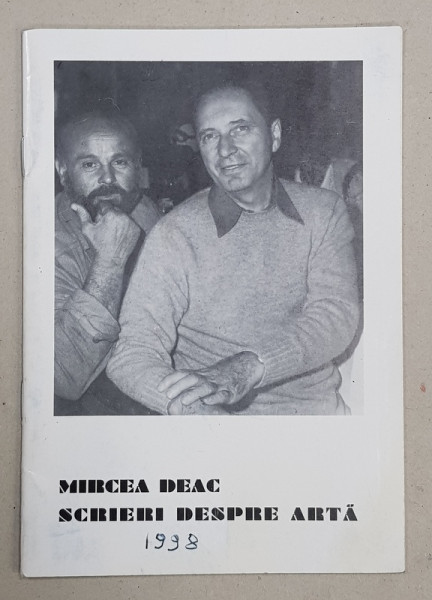 MIRCEA DEAC
SCRIERI DESPRE ARTĂ
1998